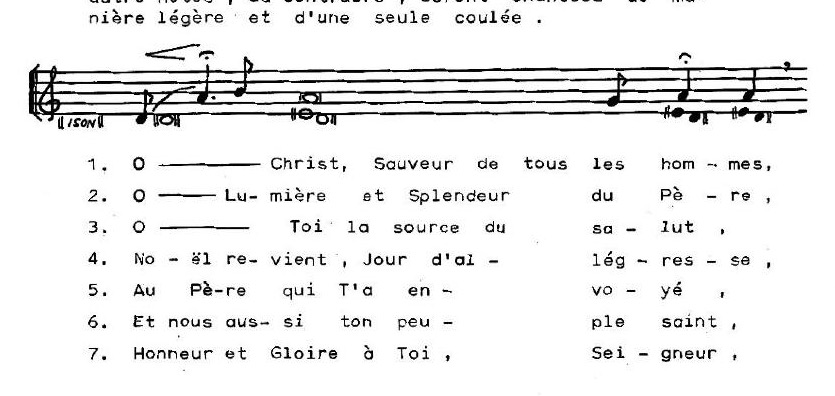 nière légère et d'une seule coulée .
ISON
1. O ——— Christ, Sauveur de tous les hom - mes,
2. O ——— Lu- mière et Splendeur du Pè - re ,
3. O ——— Toi la source du sa - lut ,
4. No - ël re- vient , Jour d'al - lég - res - se ,
5. Au Pè-re qui T'a en - vo - yé ,
6. Et nous aus- si ton peu - ple saint ,
7. Honneur et Gloire à Toi , Sei - gneur ,